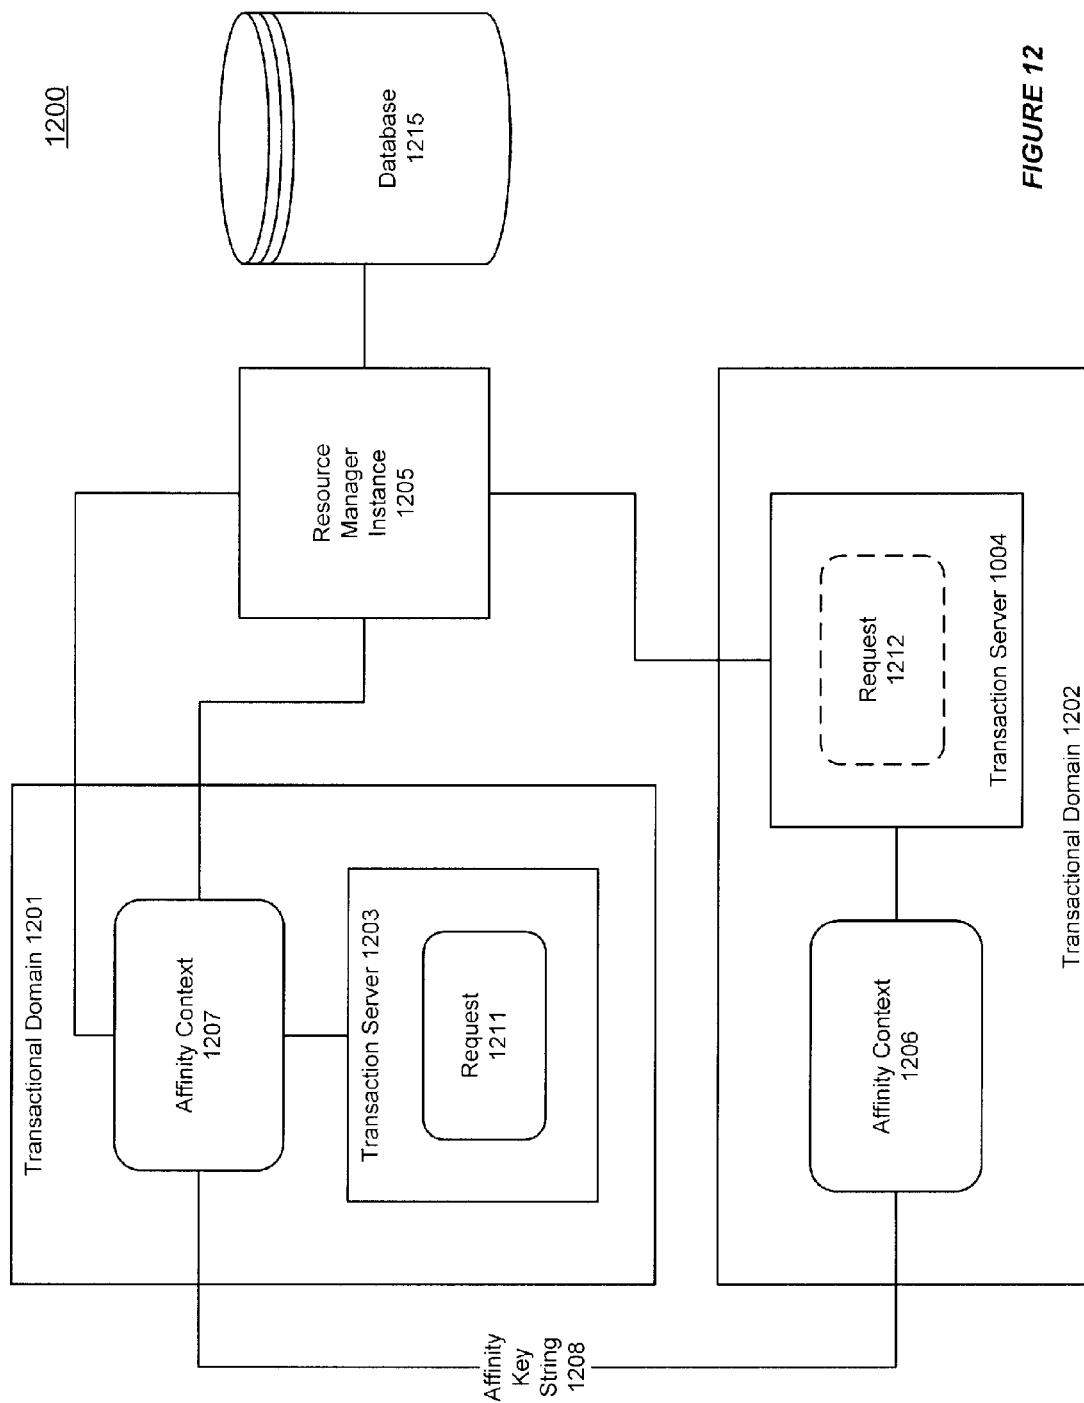 1200
Database
1215
Resource
Manager
Instance
1205
Transactional Domain 1201
Affinity Context
1207
Transaction Server 1203
Request
1211
Affinity
Key
String
1208
Request
1212
Transaction Server 1004
Affinity Context
1206
Transactional Domain 1202
FIGURE 12